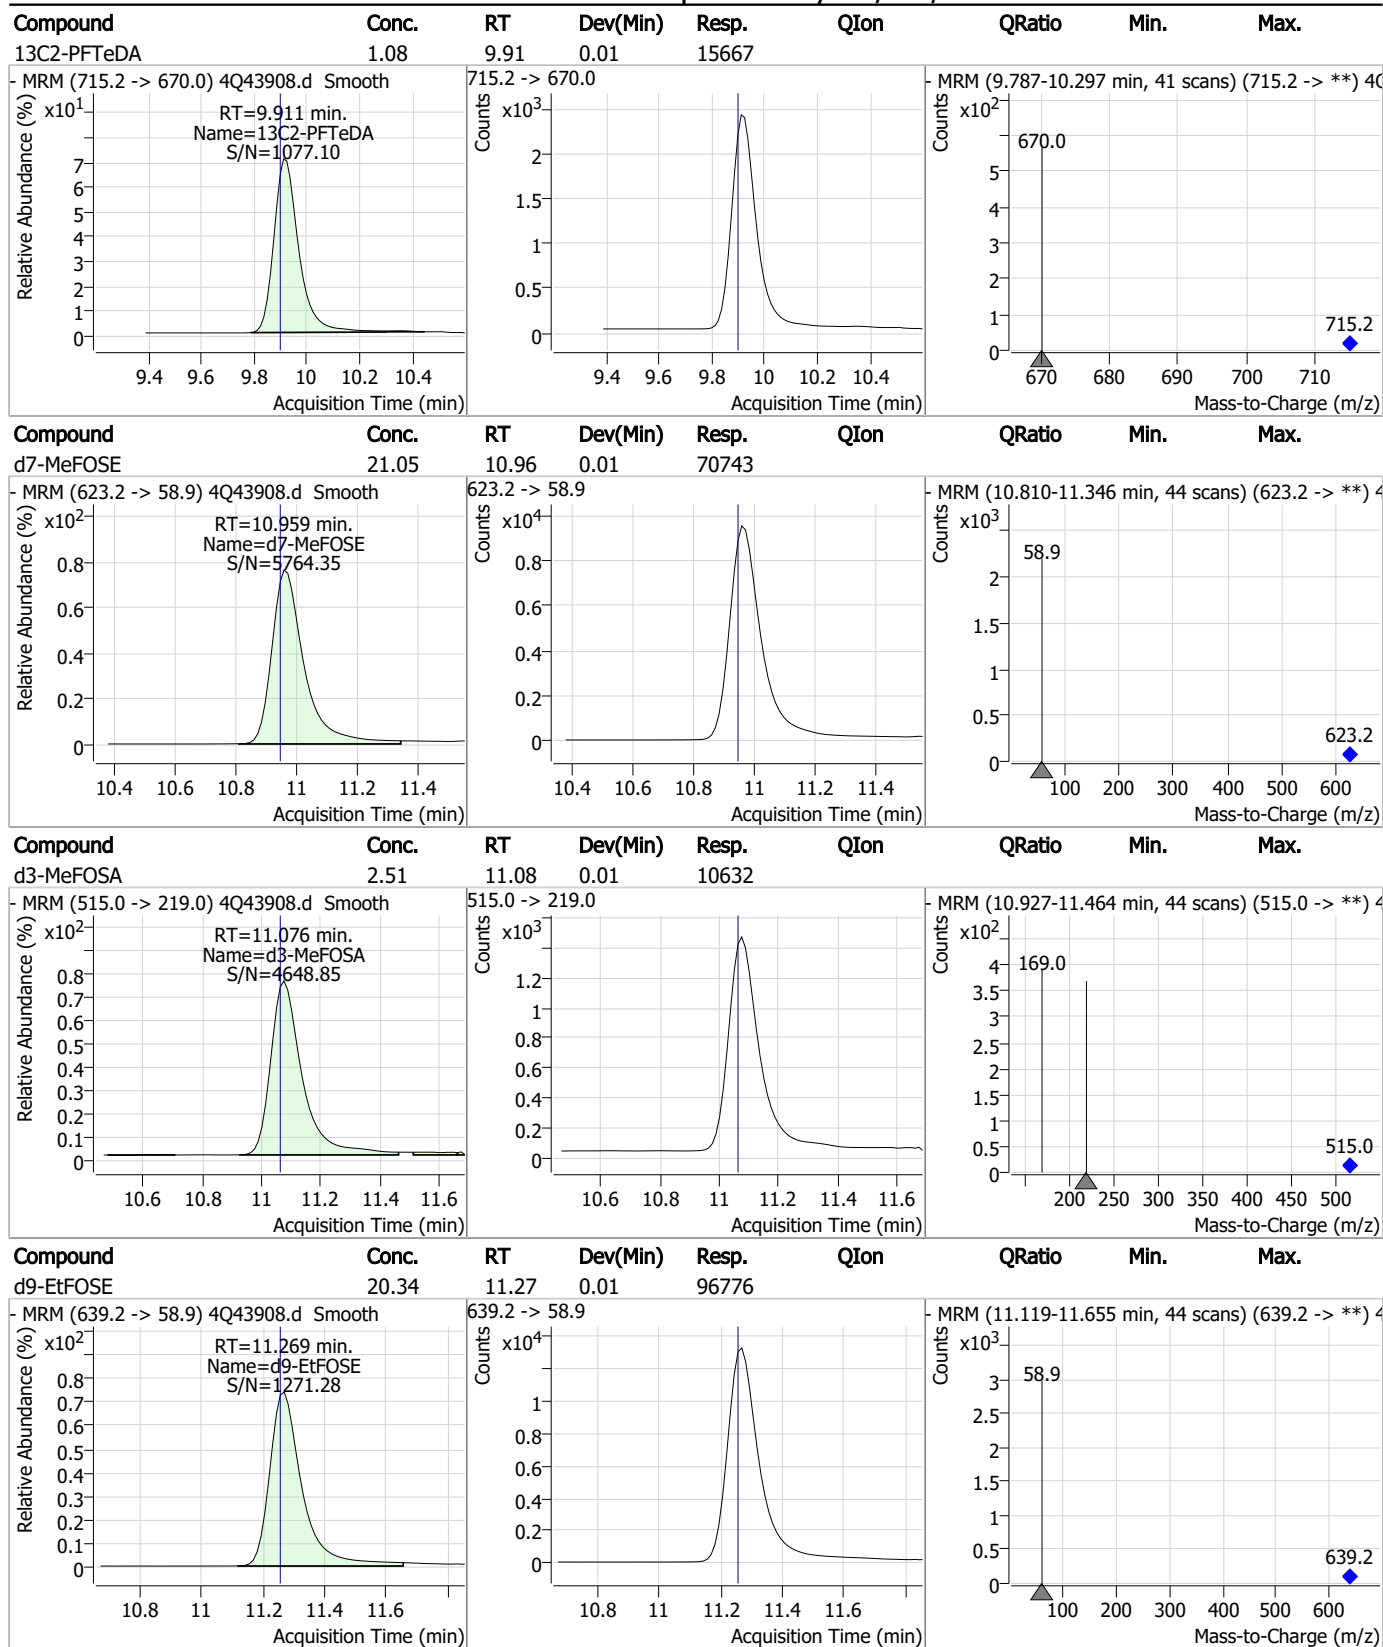 Compound Conc. RT Dev(Min) Resp. QIon QRatio Min. Max.
13C2-PFTeDA 1.08 9.91 0.01 15667
- MRM (715.2 -> 670.0) 4Q43908.d Smooth
Relative Abundance (%)
x10¹
RT=9.911 min.
Name=13C2-PFTeDA
S/N=1077.10
7
6
5
4
3
2
1
0
9.4 9.6 9.8 10 10.2 10.4
Acquisition Time (min)
715.2 -> 670.0
Counts
x10³
2
1.5
1
0.5
0
9.4 9.6 9.8 10 10.2 10.4
Acquisition Time (min)
- MRM (9.787-10.297 min, 41 scans) (715.2 -> **)
Counts
x10²
670.0
5
4
3
2
1
0
715.2
670 680 690 700 710
Mass-to-Charge (m/z)
Compound Conc. RT Dev(Min) Resp. QIon QRatio Min. Max.
d7-MeFOSE 21.05 10.96 0.01 70743
- MRM (623.2 -> 58.9) 4Q43908.d Smooth
Relative Abundance (%)
x10²
RT=10.959 min.
Name=d7-MeFOSE
S/N=5764.35
0.8
0.6
0.4
0.2
0
10.4 10.6 10.8 11 11.2 11.4
Acquisition Time (min)
623.2 -> 58.9
Counts
x10⁴
0.8
0.6
0.4
0.2
0
10.4 10.6 10.8 11 11.2 11.4
Acquisition Time (min)
- MRM (10.810-11.346 min, 44 scans) (623.2 -> **)
Counts
x10³
58.9
2
1.5
1
0.5
0
623.2
100 200 300 400 500 600
Mass-to-Charge (m/z)
Compound Conc. RT Dev(Min) Resp. QIon QRatio Min. Max.
d3-MeFOSA 2.51 11.08 0.01 10632
- MRM (515.0 -> 219.0) 4Q43908.d Smooth
Relative Abundance (%)
x10²
RT=11.076 min.
Name=d3-MeFOSA
S/N=4648.85
0.8
0.7
0.6
0.5
0.4
0.3
0.2
0.1
0
10.6 10.8 11 11.2 11.4 11.6
Acquisition Time (min)
515.0 -> 219.0
Counts
x10³
1.2
1
0.8
0.6
0.4
0.2
0
10.6 10.8 11 11.2 11.4 11.6
Acquisition Time (min)
- MRM (10.927-11.464 min, 44 scans) (515.0 -> **)
Counts
x10²
169.0
4
3.5
3
2.5
2
1.5
1
0.5
0
515.0
200 250 300 350 400 450 500
Mass-to-Charge (m/z)
Compound Conc. RT Dev(Min) Resp. QIon QRatio Min. Max.
d9-EtFOSE 20.34 11.27 0.01 96776
- MRM (639.2 -> 58.9) 4Q43908.d Smooth
Relative Abundance (%)
x10²
RT=11.269 min.
Name=d9-EtFOSE
S/N=1271.28
0.8
0.7
0.6
0.5
0.4
0.3
0.2
0.1
0
10.8 11 11.2 11.4 11.6
Acquisition Time (min)
639.2 -> 58.9
Counts
x10⁴
1
0.8
0.6
0.4
0.2
0
10.8 11 11.2 11.4 11.6
Acquisition Time (min)
- MRM (11.119-11.655 min, 44 scans) (639.2 -> **)
Counts
x10³
58.9
3
2.5
2
1.5
1
0.5
0
639.2
100 200 300 400 500 600
Mass-to-Charge (m/z)